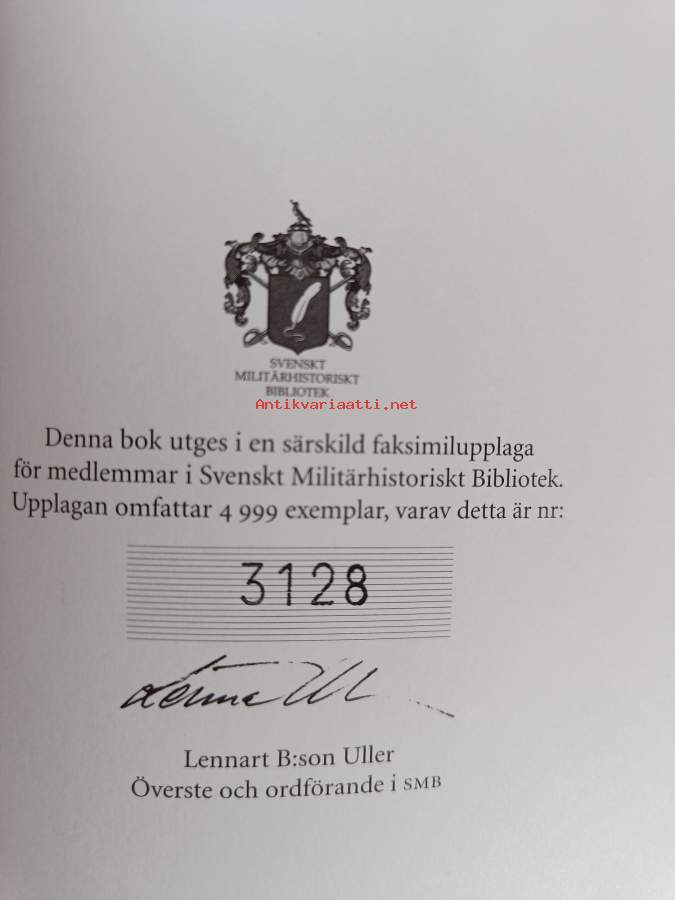 SVENSKT
MILITÄRHISTORISKT
BIBLIOTEK
Antikvariaatti.net
Denna bok utges i en särskild faksimilupplaga
för medlemmar i Svenskt Militärhistoriskt Bibliotek.
Upplagan omfattar 4 999 exemplar, varav detta är nr:
3128
Lennart B:son Uller
Överste och ordförande i SMB